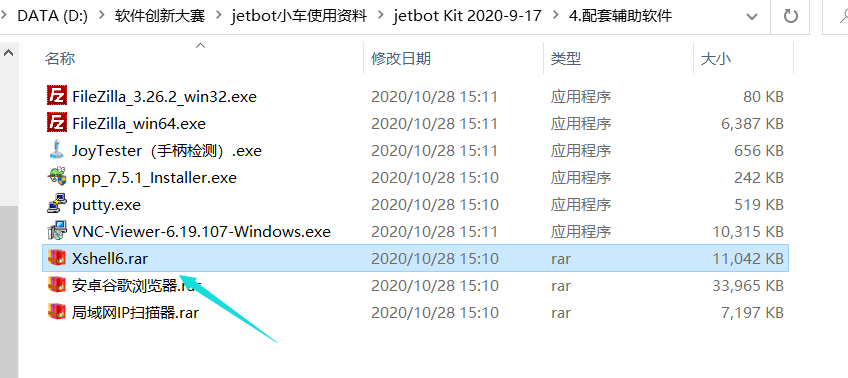 DATA (D:) > 软件创新大赛 > jetbot小车使用资料 > jetbot Kit 2020-9-17 > 4.配套辅助软件
名称 修改日期 类型 大小
FileZilla_3.26.2_win32.exe 2020/10/28 15:11 应用程序 80 KB
FileZilla_win64.exe 2020/10/28 15:11 应用程序 6,387 KB
JoyTester（手柄检测）.exe 2020/10/28 15:11 应用程序 656 KB
npp_7.5.1_Installer.exe 2020/10/28 15:10 应用程序 242 KB
putty.exe 2020/10/28 15:10 应用程序 519 KB
VNC-Viewer-6.19.107-Windows.exe 2020/10/28 15:11 应用程序 10,315 KB
Xshell6.rar 2020/10/28 15:10 rar 11,042 KB
安卓谷歌浏览器.rar 2020/10/28 15:10 rar 33,965 KB
局域网IP扫描器.rar 2020/10/28 15:10 rar 7,197 KB